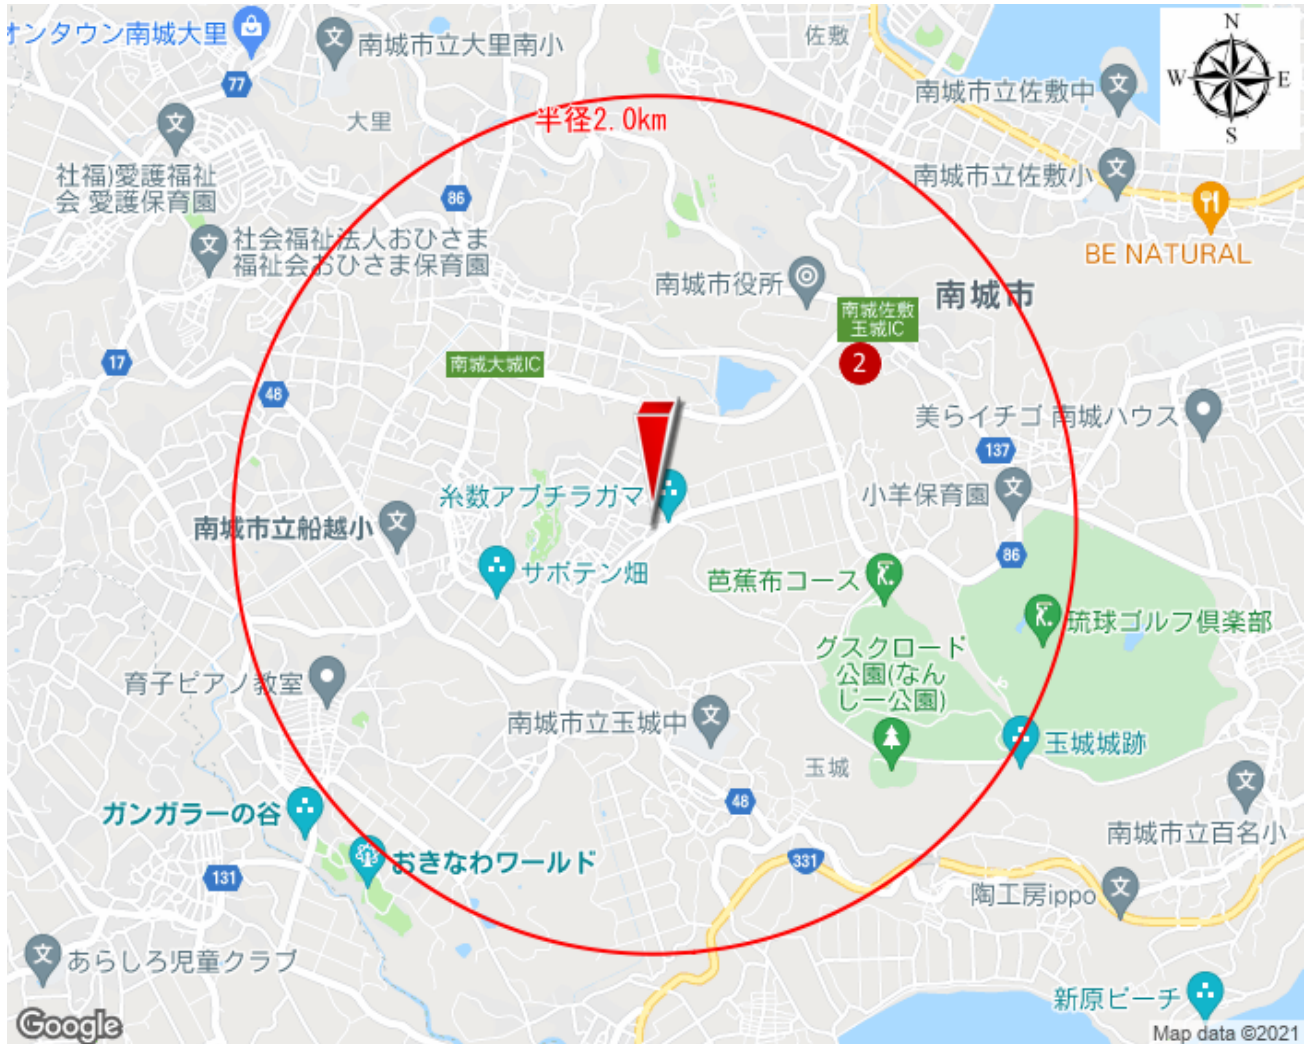 オンタウン南城大里
南城市立大里南小
佐敷
N
W
E
S
77
南城市立佐敷中
大里
半径2.0km
社福)愛護福祉
会 愛護保育園
86
南城市立佐敷小
社会福祉法人おひさま
福祉会おひさま保育園
BE NATURAL
南城市役所
南城市
南城佐敷
玉城IC
17
南城大城IC
2
48
美らイチゴ 南城ハウス
137
糸数アブチラガマ
小羊保育園
南城市立船越小
86
サボテン畑
芭蕉布コース
琉球ゴルフ倶楽部
グスクロード
公園(なん
じー公園)
育子ピアノ教室
南城市立玉城中
玉城城跡
玉城
ガンガラーの谷
48
南城市立百名小
おきなわワールド
331
131
陶工房ippo
あらしろ児童クラブ
新原ビーチ
Google
Map data ©2021